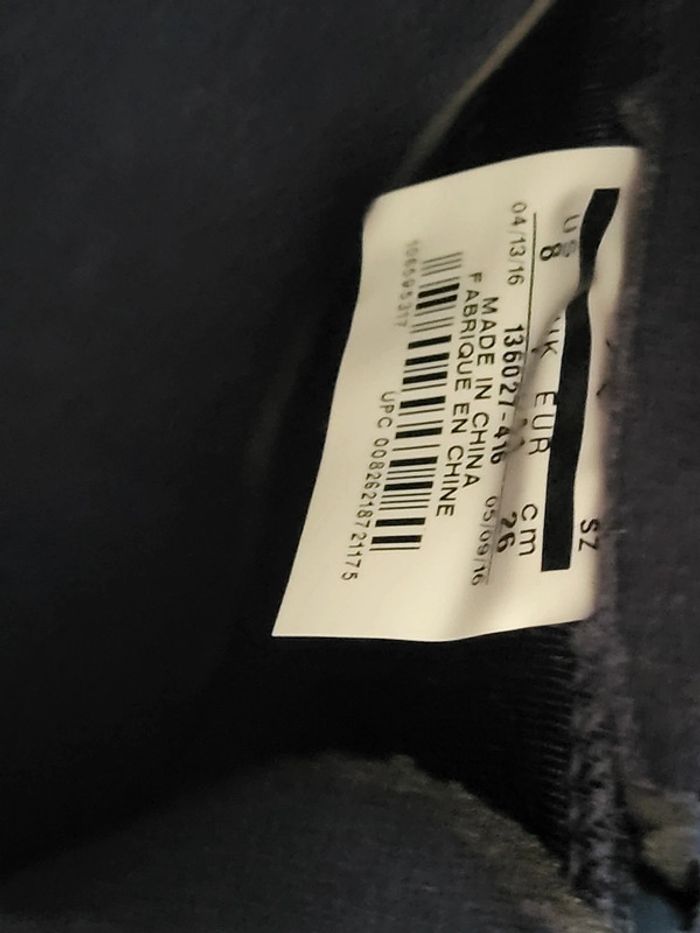 SZ
US UK EUR cm
8 26
04/13/16 05/09/16
136027-416
MADE IN CHINA
FABRIQUE EN CHINE
UPC 00826218721175